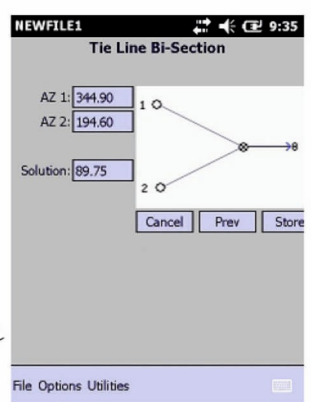 NEWFILE1 9:35
Tie Line Bi-Section
AZ 1: 344.90
AZ 2: 194.60
Solution: 89.75
1
8
2
Cancel Prev Store
File Options Utilities